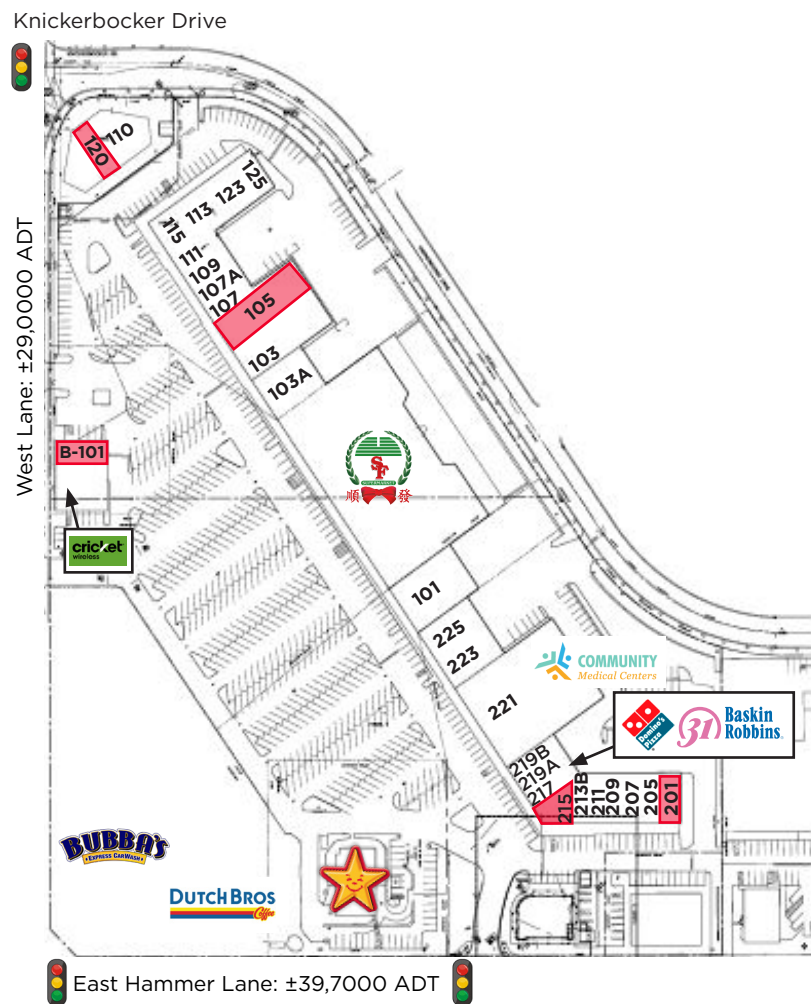 Knickerbocker Drive
110
120
125
123
113
115
111
109
107A
107
105
103
103A
West Lane: ±29,0000 ADT
B-101
cricket
wireless
SF
SUPERMARKET
順 發
101
225
223
221
COMMUNITY
Medical Centers
Domino's
Pizza
31
Baskin
Robbins
219B
219A
217
215
213B
211
209
207
205
201
BUBBA'S
EXPRESS CAR WASH
DUTCH BROS
Coffee
East Hammer Lane: ±39,7000 ADT